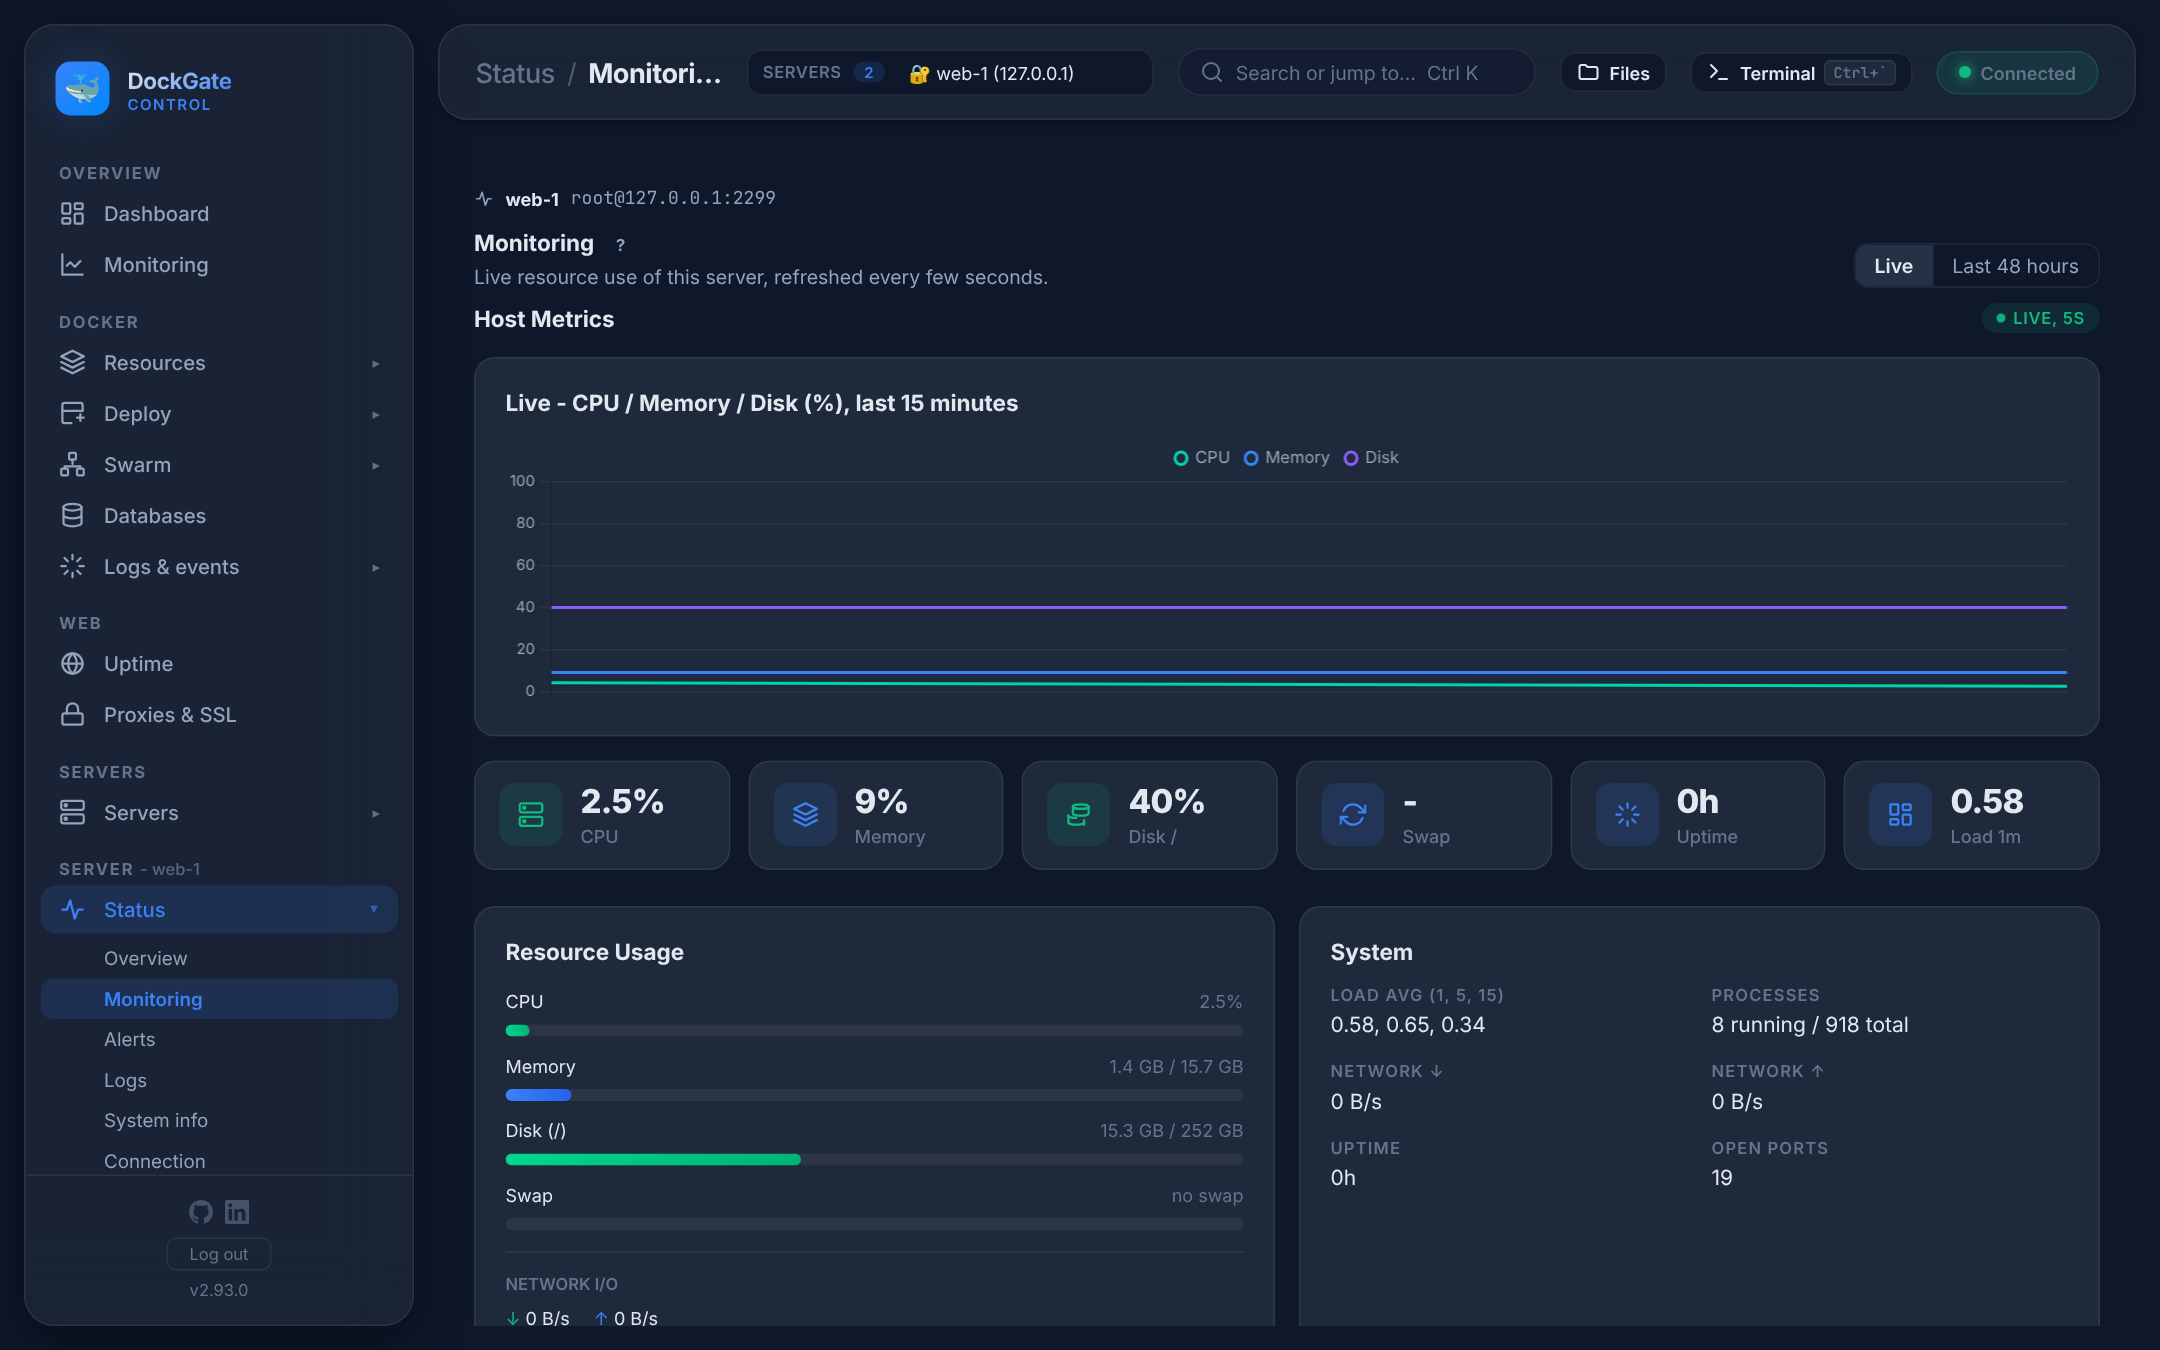 DockGate
CONTROL
OVERVIEW
Dashboard
Monitoring
DOCKER
Resources
Deploy
Swarm
Databases
Logs & events
WEB
Uptime
Proxies & SSL
SERVERS
Servers
SERVER - web-1
Status
Overview
Monitoring
Alerts
Logs
System info
Connection
Log out
v2.93.0
Status / Monitori...
SERVERS 2 web-1 (127.0.0.1)
Search or jump to... Ctrl K
Files
Terminal Ctrl+`
Connected
web-1 root@127.0.0.1:2299
Monitoring ?
Live resource use of this server, refreshed every few seconds.
Live Last 48 hours
Host Metrics
LIVE, 5S
Live - CPU / Memory / Disk (%), last 15 minutes
CPU Memory Disk
100
80
60
40
20
0
2.5%
CPU
9%
Memory
40%
Disk /
-
Swap
0h
Uptime
0.58
Load 1m
Resource Usage
CPU 2.5%
Memory 1.4 GB / 15.7 GB
Disk (/) 15.3 GB / 252 GB
Swap no swap
NETWORK I/O
↓ 0 B/s ↑ 0 B/s
System
LOAD AVG (1, 5, 15)
0.58, 0.65, 0.34
PROCESSES
8 running / 918 total
NETWORK ↓
0 B/s
NETWORK ↑
0 B/s
UPTIME
0h
OPEN PORTS
19